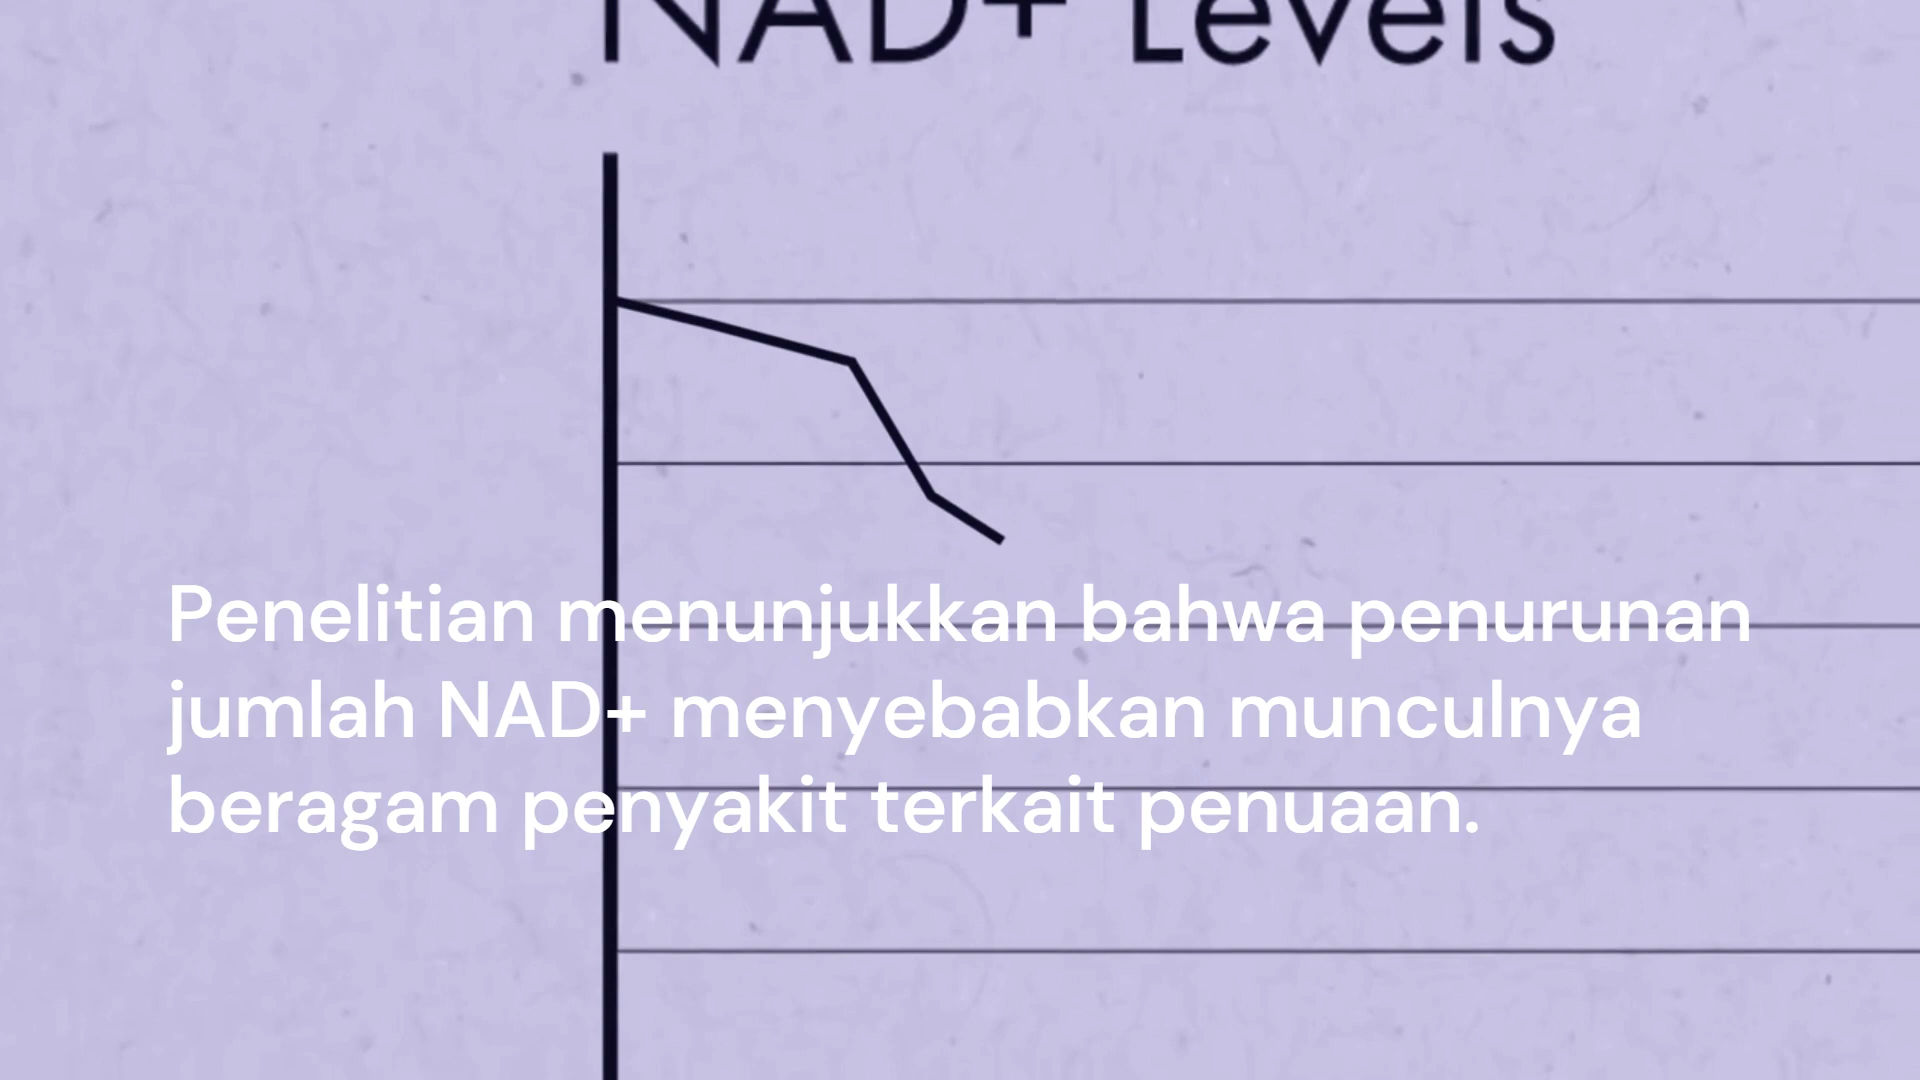 NAD+ Levels
Penelitian menunjukkan bahwa penurunan
jumlah NAD+ menyebabkan munculnya
beragam penyakit terkait penuaan.